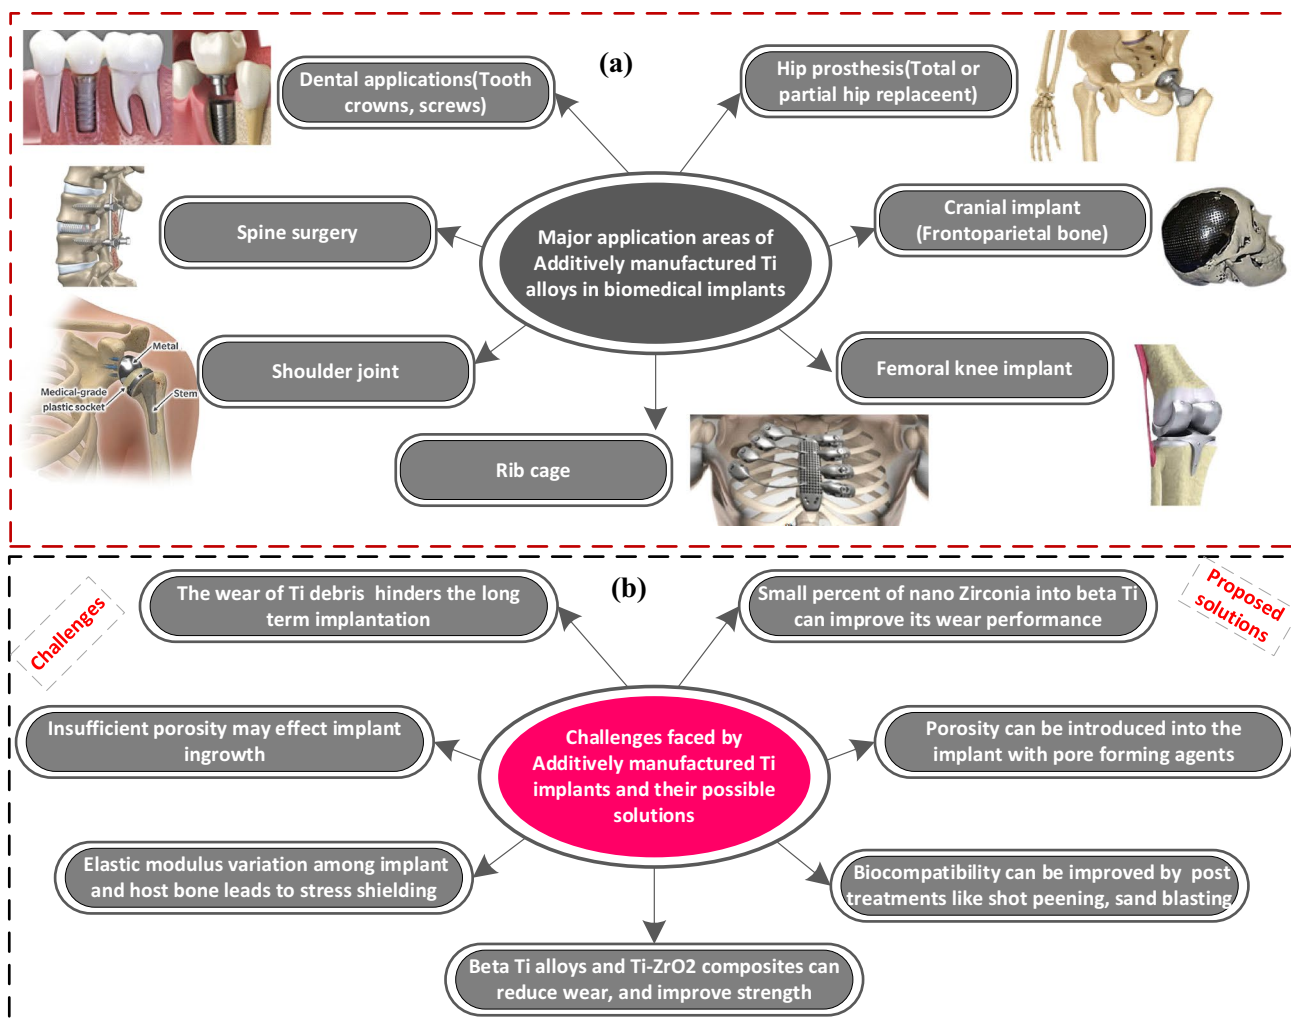 (a)
Dental applications(Tooth
crowns, screws)
Hip prosthesis(Total or
partial hip replaceent)
Spine surgery
Cranial implant
(Frontoparietal bone)
Major application areas of
Additively manufactured Ti
alloys in biomedical implants
Metal
Medical-grade
plastic socket
Stem
Shoulder joint
Femoral knee implant
Rib cage
(b)
Challenges
Proposed
solutions
The wear of Ti debris hinders the long
term implantation
Small percent of nano Zirconia into beta Ti
can improve its wear performance
Insufficient porosity may effect implant
ingrowth
Porosity can be introduced into the
implant with pore forming agents
Challenges faced by
Additively manufactured Ti
implants and their possible
solutions
Elastic modulus variation among implant
and host bone leads to stress shielding
Biocompatibility can be improved by post
treatments like shot peening, sand blasting
Beta Ti alloys and Ti-ZrO2 composites can
reduce wear, and improve strength